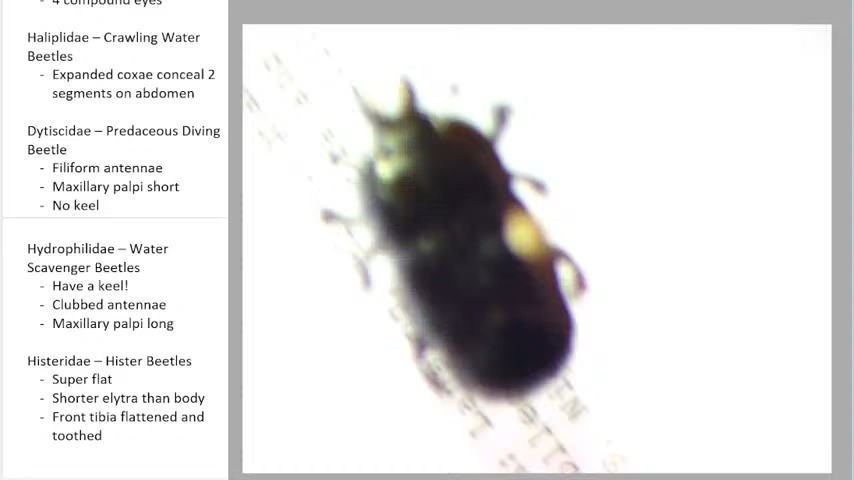 - 4 compound eyes
Haliplidae – Crawling Water
Beetles
- Expanded coxae conceal 2
segments on abdomen
Dytiscidae – Predaceous Diving
Beetle
- Filiform antennae
- Maxillary palpi short
- No keel
Hydrophilidae – Water
Scavenger Beetles
- Have a keel!
- Clubbed antennae
- Maxillary palpi long
Histeridae – Hister Beetles
- Super flat
- Shorter elytra than body
- Front tibia flattened and
toothed